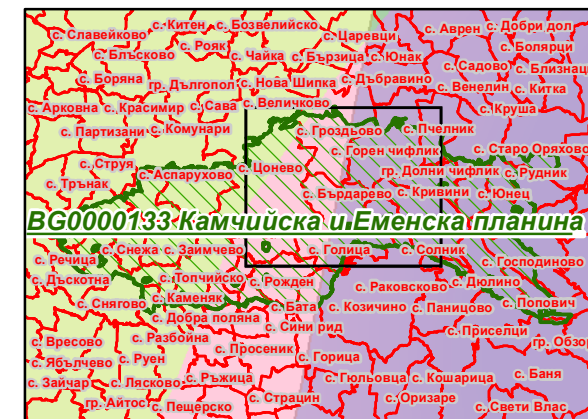 с. Китен с. Бозвелийско с. Аврен с. Добри дол
с. Славейково с. Рояк с. Царевци с. Болярци
с. Блъсково с. Чайка с. Бързица с. Юнак с. Садово с. Близнац
с. Боряна гр. Дългопол с. Нова Шипка с. Дъбравино с. Венелин с. Китка
с. Арковна с. Красимир с. Сава с. Величково с. Круша
с. Партизани с. Комунари с. Гроздьово с. Пчелник
с. Горен чифлик с. Старо Оряхово
с. Струя с. Аспарухово с. Цонево гр. Долни чифлик с. Рудник
с. Трънак с. Бърдарево с. Кривини с. Юнец
BG0000133 Камчийска и Еменска планина
с. Речица с. Снежа с. Заимчево с. Голица с. Солник с. Господиново
с. Дъскотна с. Топчийско с. Рожден с. Раковсково с. Дюлино
с. Снягово с. Каменяк с. Бата с. Козичино с. Паницово с. Попович
с. Добра поляна с. Сини рид с. Приселци
с. Вресово с. Разбойна гр. Обзор
с. Ябълчево с. Руен с. Просеник с. Горица
с. Зайчар с. Лясково с. Ръжица с. Гюльовца с. Кошарица с. Баня
гр. Айтос с. Пещерско с. Страцин с. Оризаре с. Свети Влас